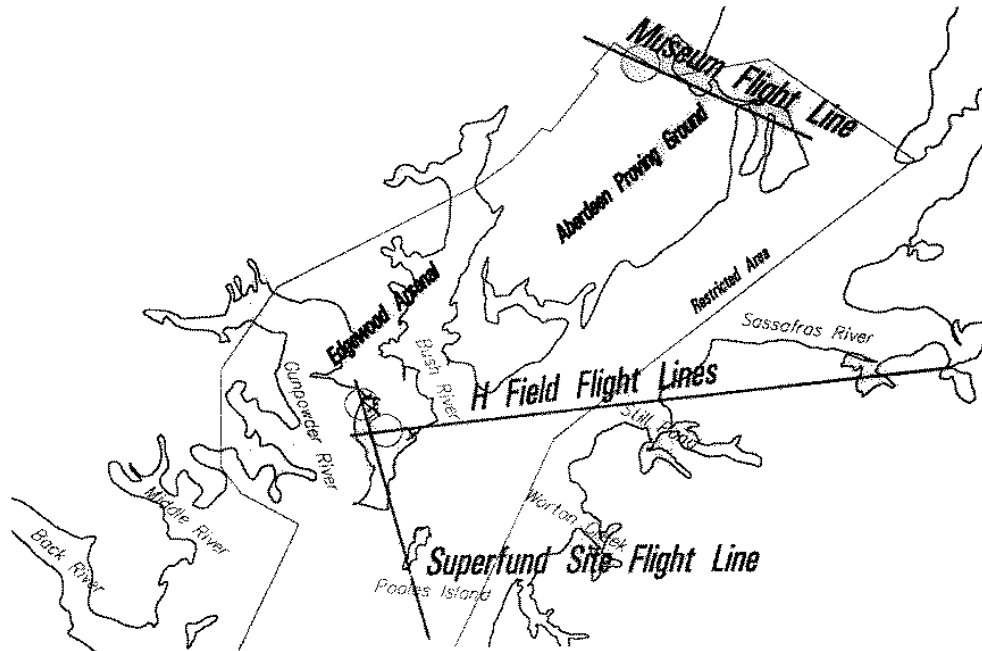 Museum Flight Line
Aberdeen Proving Ground
Restricted Area
Edgewood Arsenal
Sassafras River
Bush River
Gunpowder River
H Field Flight Lines
Still Pond
Worton Creek
Middle River
Back River
Superfund Site Flight Line
Pooles Island